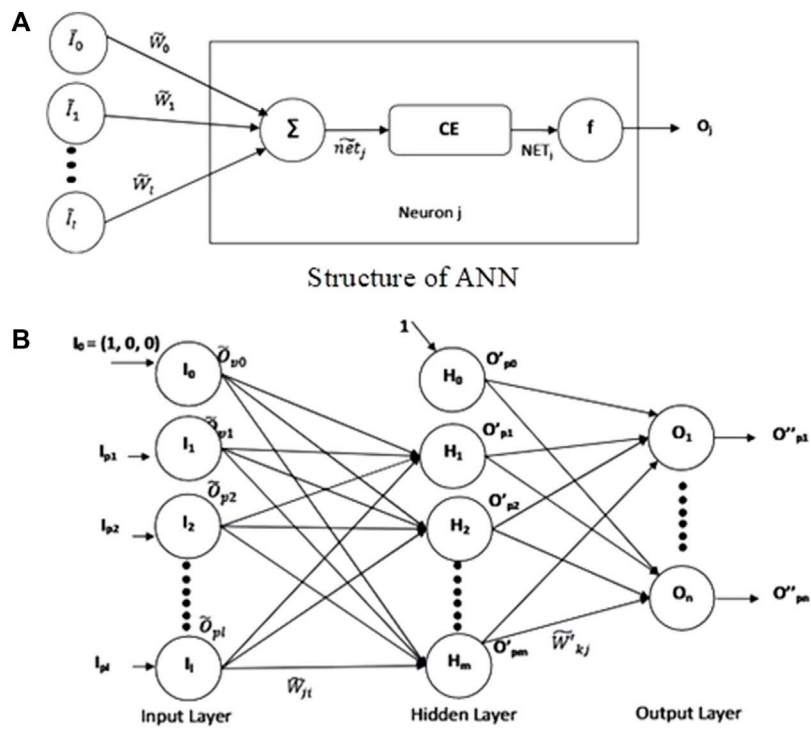 A
Ĩ₀ W̃₀
Ĩ₁ W̃₁
Ĩₗ W̃ₗ
Σ
n͠etⱼ
CE
NETⱼ
f
Oⱼ
Neuron j
Structure of ANN
B
I₀ = (1, 0, 0)
I₀ Õₚ₀
Iₚ₁ I₁ Õₚ₁
Iₚ₂ I₂ Õₚ₂
Iₚₗ Iₗ Õₚₗ
W̃ⱼᵢ
1
H₀ O'ₚ₀
H₁ O'ₚ₁
H₂ O'ₚ₂
Hₘ O'ₚₘ
W̃'ₖⱼ
O₁ O''ₚ₁
Oₙ O''ₚₙ
Input Layer Hidden Layer Output Layer